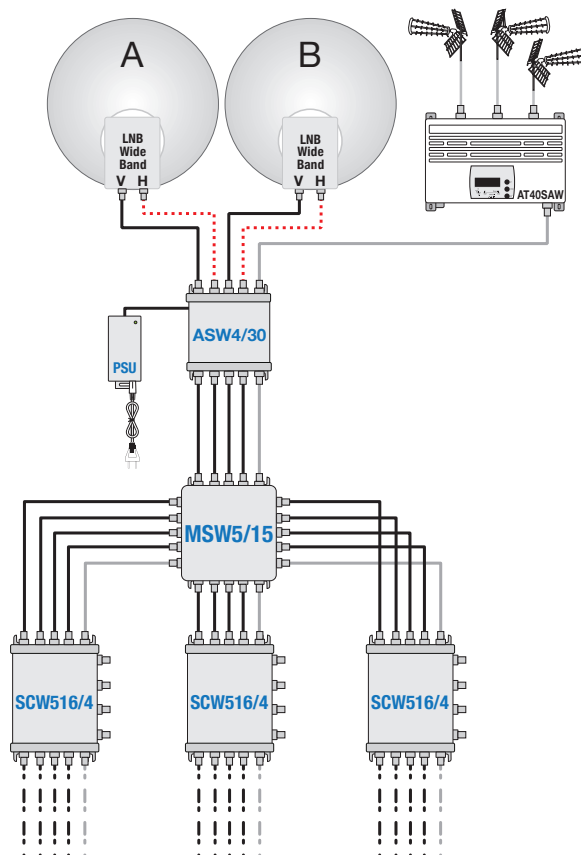 A
B
LNB
Wide
Band
V H
LNB
Wide
Band
V H
AT40SAW
ASW4/30
PSU
MSW5/15
SCW516/4
SCW516/4
SCW516/4